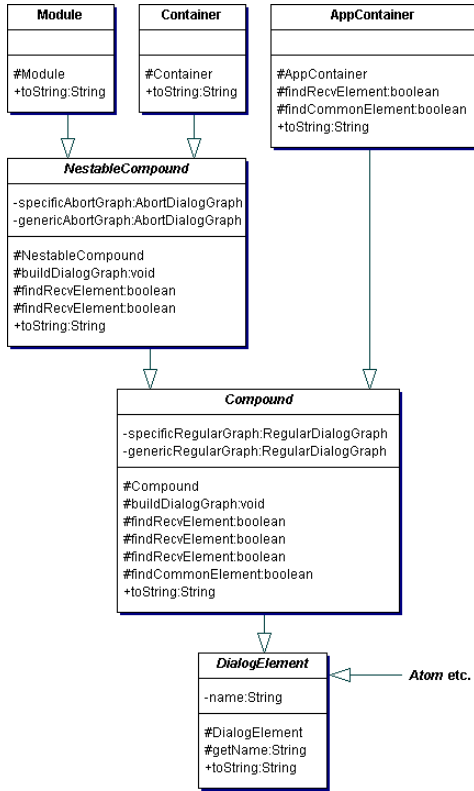 Module
#Module
+toString:String
Container
#Container
+toString:String
AppContainer
#AppContainer
#findRecvElement:boolean
#findCommonElement:boolean
+toString:String
NestableCompound
-specificAbortGraph:AbortDialogGraph
-genericAbortGraph:AbortDialogGraph
#NestableCompound
#buildDialogGraph:void
#findRecvElement:boolean
#findRecvElement:boolean
+toString:String
Compound
-specificRegularGraph:RegularDialogGraph
-genericRegularGraph:RegularDialogGraph
#Compound
#buildDialogGraph:void
#findRecvElement:boolean
#findRecvElement:boolean
#findRecvElement:boolean
#findCommonElement:boolean
+toString:String
DialogElement
-name:String
#DialogElement
#getName:String
+toString:String
Atom etc.